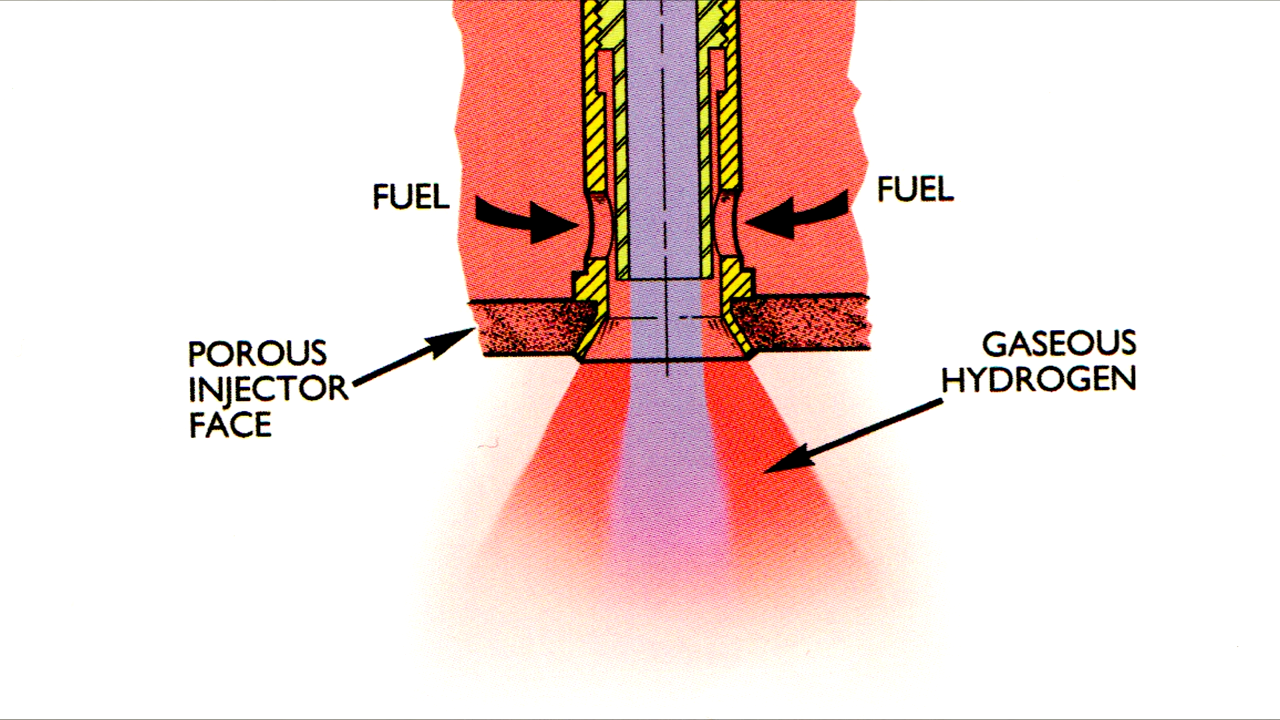 FUEL
FUEL
POROUS
INJECTOR
FACE
GASEOUS
HYDROGEN